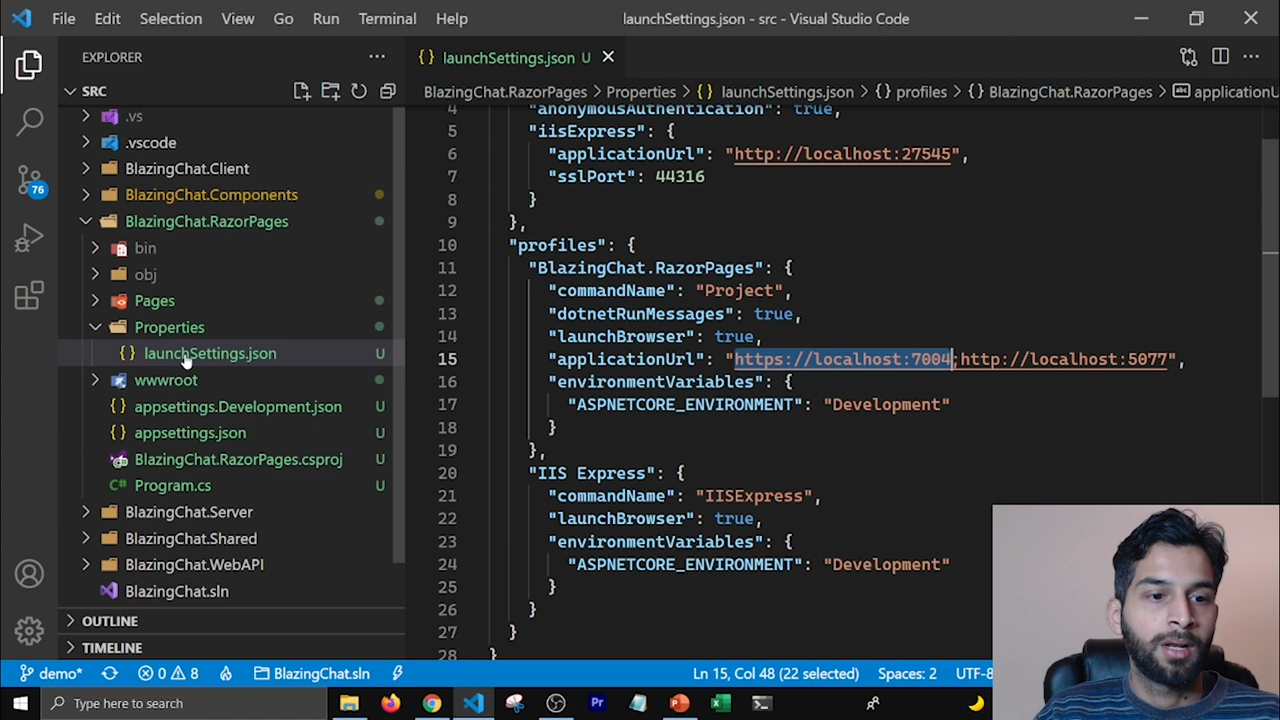 File Edit Selection View Go Run Terminal Help launchSettings.json - src - Visual Studio Code
EXPLORER
SRC
.vs
.vscode
BlazingChat.Client
BlazingChat.Components
BlazingChat.RazorPages
bin
obj
Pages
Properties
launchSettings.json U
wwwroot
appsettings.Development.json U
appsettings.json U
BlazingChat.RazorPages.csproj U
Program.cs U
BlazingChat.Server
BlazingChat.Shared
BlazingChat.WebAPI
BlazingChat.sln
OUTLINE
TIMELINE
76
launchSettings.json U
BlazingChat.RazorPages > Properties > {} launchSettings.json > {} profiles > {} BlazingChat.RazorPages > abc applicationU
4 "anonymousAuthentication": true,
5 "iisExpress": {
6 "applicationUrl": "http://localhost:27545",
7 "sslPort": 44316
8 }
9 },
10 "profiles": {
11 "BlazingChat.RazorPages": {
12 "commandName": "Project",
13 "dotnetRunMessages": true,
14 "launchBrowser": true,
15 "applicationUrl": "https://localhost:7004;http://localhost:5077",
16 "environmentVariables": {
17 "ASPNETCORE_ENVIRONMENT": "Development"
18 }
19 },
20 "IIS Express": {
21 "commandName": "IISExpress",
22 "launchBrowser": true,
23 "environmentVariables": {
24 "ASPNETCORE_ENVIRONMENT": "Development"
25 }
26 }
27 }
28 }
demo* 0 8 BlazingChat.sln Ln 15, Col 48 (22 selected) Spaces: 2 UTF-8
Type here to search